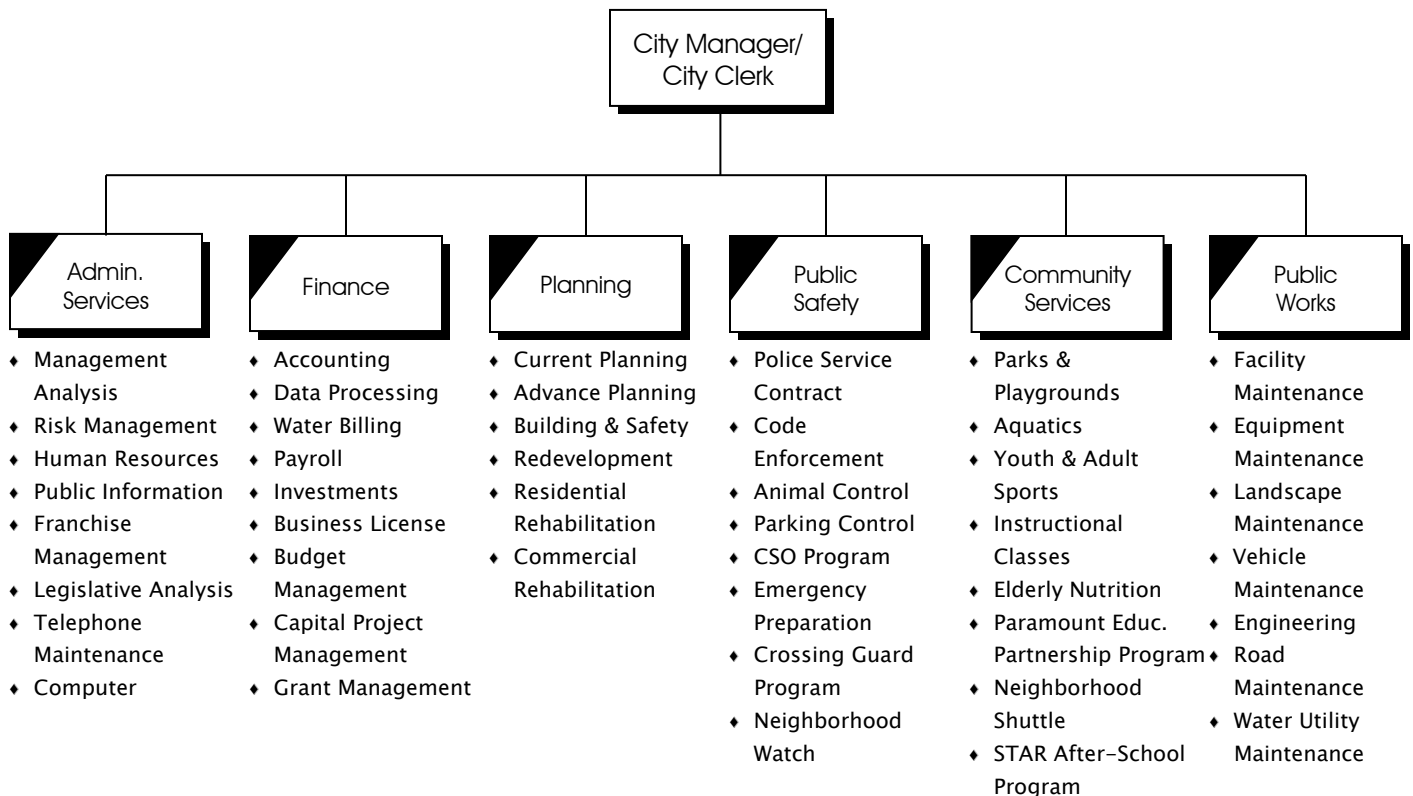 City Manager/
City Clerk
Admin.
Services
♦ Management
Analysis
♦ Risk Management
♦ Human Resources
♦ Public Information
♦ Franchise
Management
♦ Legislative Analysis
♦ Telephone
Maintenance
♦ Computer
Finance
♦ Accounting
♦ Data Processing
♦ Water Billing
♦ Payroll
♦ Investments
♦ Business License
♦ Budget
Management
♦ Capital Project
Management
♦ Grant Management
Planning
♦ Current Planning
♦ Advance Planning
♦ Building & Safety
♦ Redevelopment
♦ Residential
Rehabilitation
♦ Commercial
Rehabilitation
Public
Safety
♦ Police Service
Contract
♦ Code
Enforcement
♦ Animal Control
♦ Parking Control
♦ CSO Program
♦ Emergency
Preparation
♦ Crossing Guard
Program
♦ Neighborhood
Watch
Community
Services
♦ Parks &
Playgrounds
♦ Aquatics
♦ Youth & Adult
Sports
♦ Instructional
Classes
♦ Elderly Nutrition
♦ Paramount Educ.
Partnership Program
♦ Neighborhood
Shuttle
♦ STAR After-School
Program
Public
Works
♦ Facility
Maintenance
♦ Equipment
Maintenance
♦ Landscape
Maintenance
♦ Vehicle
Maintenance
♦ Engineering
♦ Road
Maintenance
♦ Water Utility
Maintenance